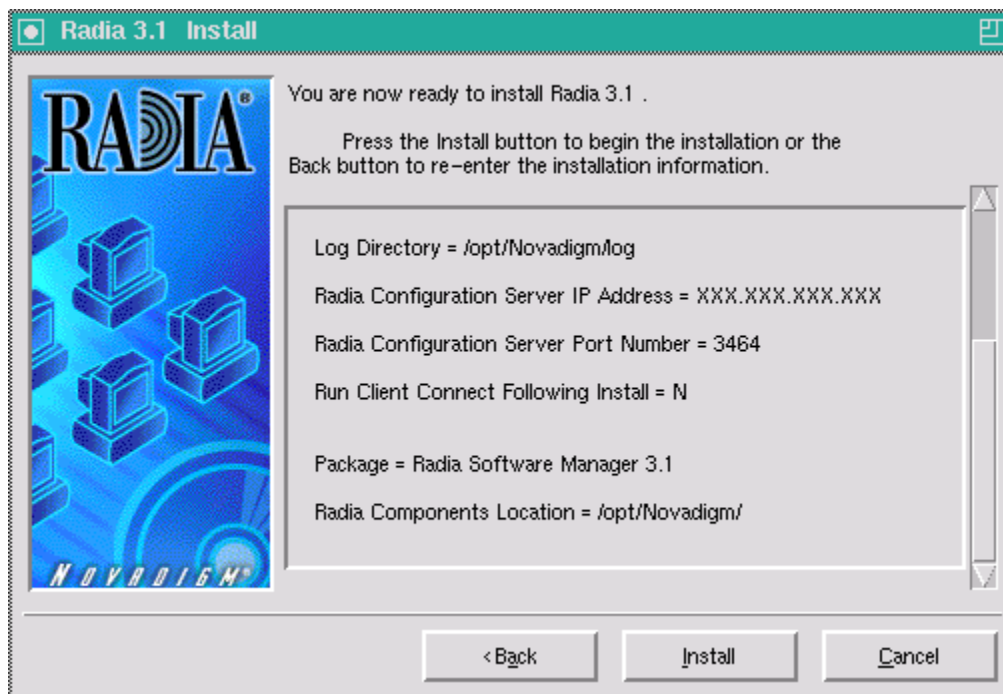 Radia 3.1 Install
RADIA®
You are now ready to install Radia 3.1 .
Press the Install button to begin the installation or the
Back button to re-enter the installation information.
Log Directory = /opt/Novadigm/log
Radia Configuration Server IP Address = XXX.XXX.XXX.XXX
Radia Configuration Server Port Number = 3464
Run Client Connect Following Install = N
Package = Radia Software Manager 3.1
Radia Components Location = /opt/Novadigm/
NOVADIGM®
<Back
Install
Cancel